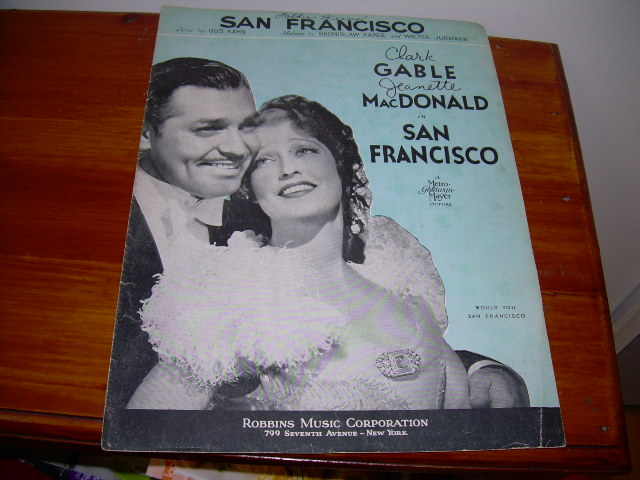 SAN FRANCISCO
Lyric by GUS KAHN Melody by BRONISLAW KAPER and WALTER JURMANN
Clark
GABLE
Jeanette
MACDONALD
in
SAN
FRANCISCO
A
Metro-
Goldwyn-
Mayer
PICTURE
WOULD YOU
SAN FRANCISCO
ROBBINS MUSIC CORPORATION
799 SEVENTH AVENUE - NEW YORK